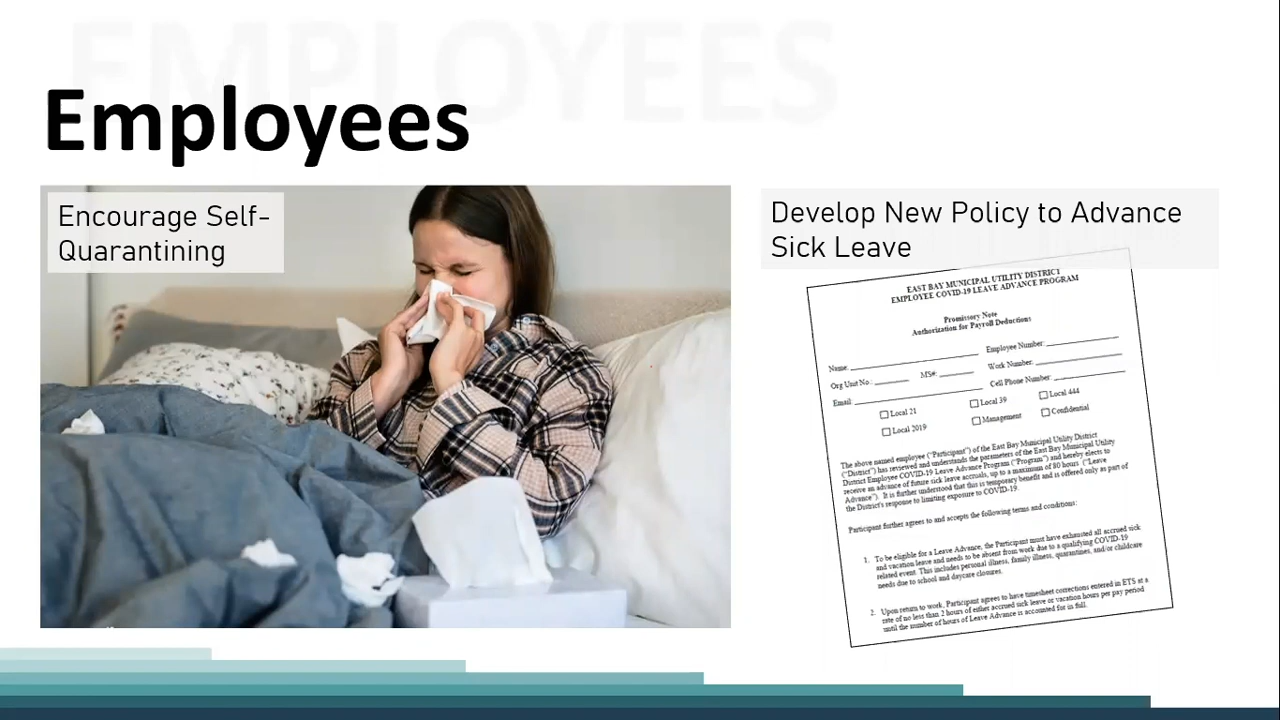 EMPLOYEES
Employees
Encourage Self-
Quarantining
Develop New Policy to Advance
Sick Leave
EAST BAY MUNICIPAL UTILITY DISTRICT
EMPLOYEE COVID-19 LEAVE ADVANCE PROGRAM
Promissory Note
Authorization for Payroll Deductions
Name: Employee Number:
Org Unit No.: MS#: Work Number:
Email: Cell Phone Number:
Local 21 Local 39 Local 444
Local 2019 Management Confidential
The above named employee (“Participant”) of the East Bay Municipal Utility District
(“District”) has reviewed and understands the parameters of the East Bay Municipal Utility
District Employee COVID-19 Leave Advance Program (“Program”) and hereby elects to
receive an advance of future sick leave accruals, up to a maximum of 80 hours (“Leave
Advance”). It is further understood that this is temporary benefit and is offered only as part of
the District's response to limiting exposure to COVID-19.
Participant further agrees to and accepts the following terms and conditions:
1. To be eligible for a Leave Advance, the Participant must have exhausted all accrued sick
and vacation leave and needs to be absent from work due to a qualifying COVID-19
related event. This includes personal illness, family illness, quarantines, and/or childcare
needs due to school and daycare closures.
2. Upon return to work, Participant agrees to have timesheet corrections entered in ETS at a
rate of no less than 2 hours of either accrued sick leave or vacation hours per pay period
until the number of hours of Leave Advance is accounted for in full.